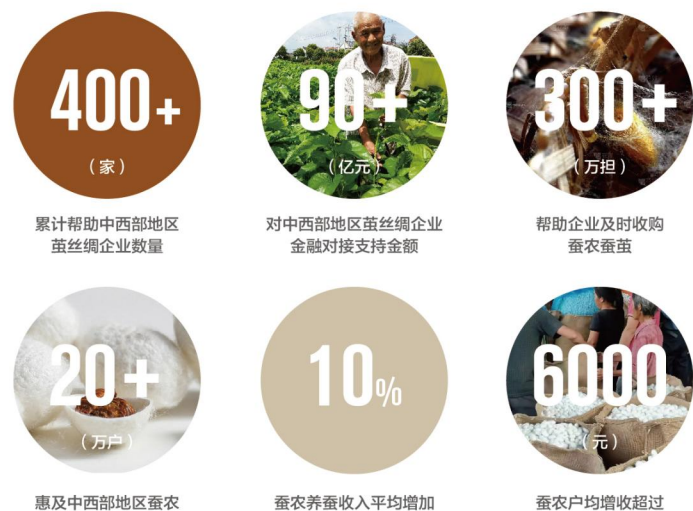 400+
（家）
累计帮助中西部地区
茧丝绸企业数量
90+
（亿元）
对中西部地区茧丝绸企业
金融对接支持金额
300+
（万担）
帮助企业及时收购
蚕农蚕茧
20+
（万户）
惠及中西部地区蚕农
10%
蚕农养蚕收入平均增加
6000
（元）
蚕农户均增收超过